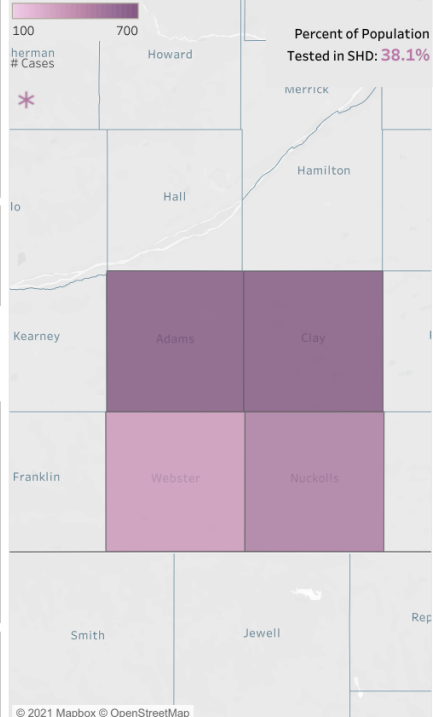 100 700
Percent of Population
Tested in SHD: 38.1%
herman
# Cases
Howard
Merrick
Hamilton
Hall
lo
Kearney
Adams
Clay
Franklin
Webster
Nuckolls
Smith
Jewell
Rep
© 2021 Mapbox © OpenStreetMap